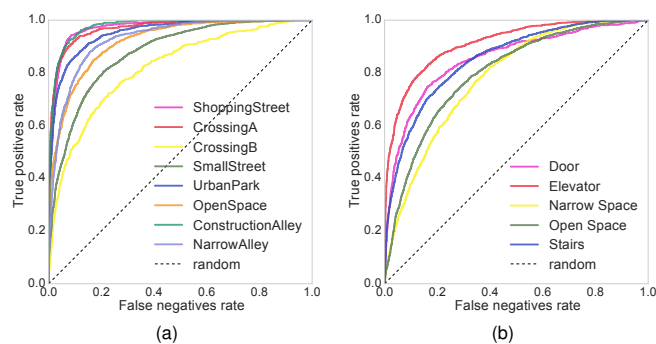 True positives rate
1.0
0.8
0.6
0.4
0.2
0.0
ShoppingStreet
CrossingA
CrossingB
SmallStreet
UrbanPark
OpenSpace
ConstructionAlley
NarrowAlley
random
0.0 0.2 0.4 0.6 0.8 1.0
False negatives rate
(a)
True positives rate
1.0
0.8
0.6
0.4
0.2
0.0
Door
Elevator
Narrow Space
Open Space
Stairs
random
0.0 0.2 0.4 0.6 0.8 1.0
False negatives rate
(b)